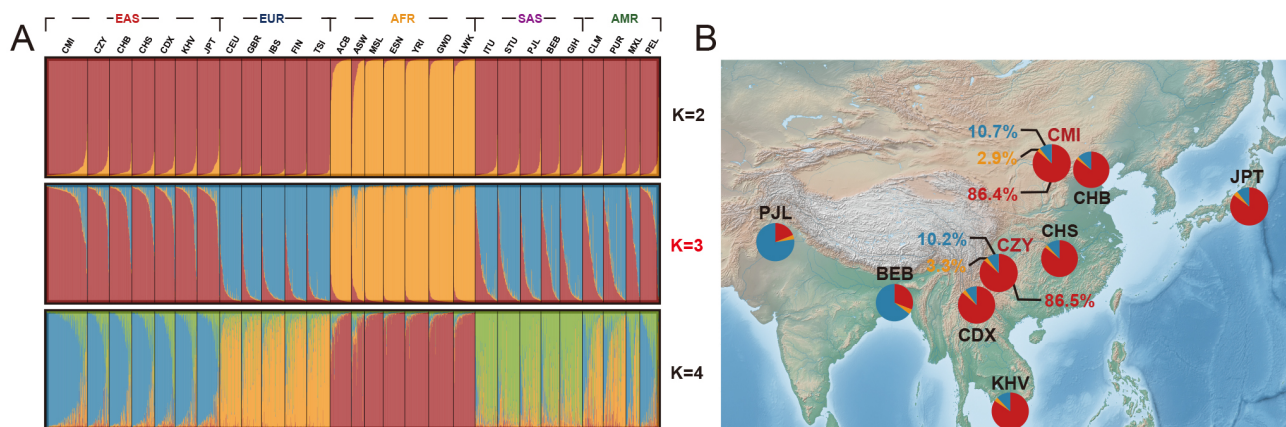 A
EAS EUR AFR SAS AMR
CMI CZY CHB CHS CDX KHV JPT CEU GBR IBS FIN TSI ACB ASW MSL ESN YRI GWD LWK ITU STU PJL BEB GIH CLM PUR MXL PEL
K=2
K=3
K=4
B
10.7% CMI
2.9%
86.4%
CHB
JPT
PJL
CHS
10.2% CZY
3.3%
BEB
86.5%
CDX
KHV